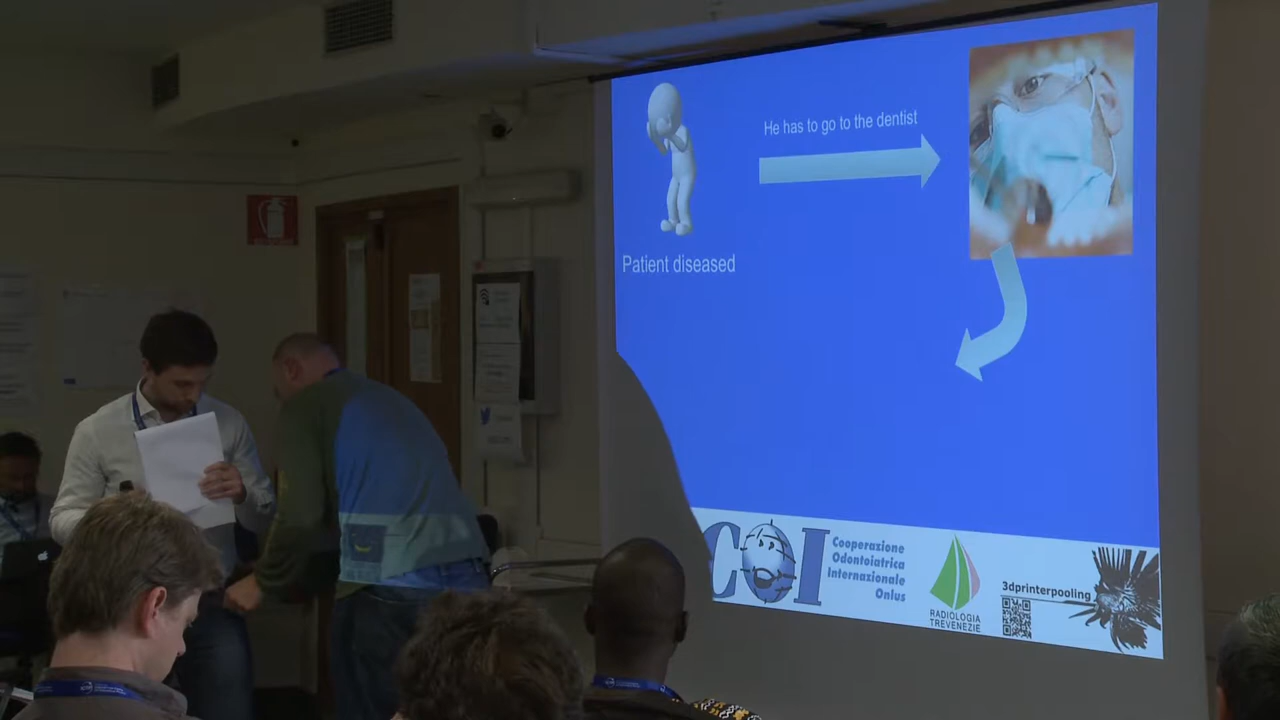 He has to go to the dentist
Patient diseased
COI
Cooperazione
Odontoiatrica
Internazionale
Onlus
RADIOLOGIA
TREVENEZIE
3dprinterpooling